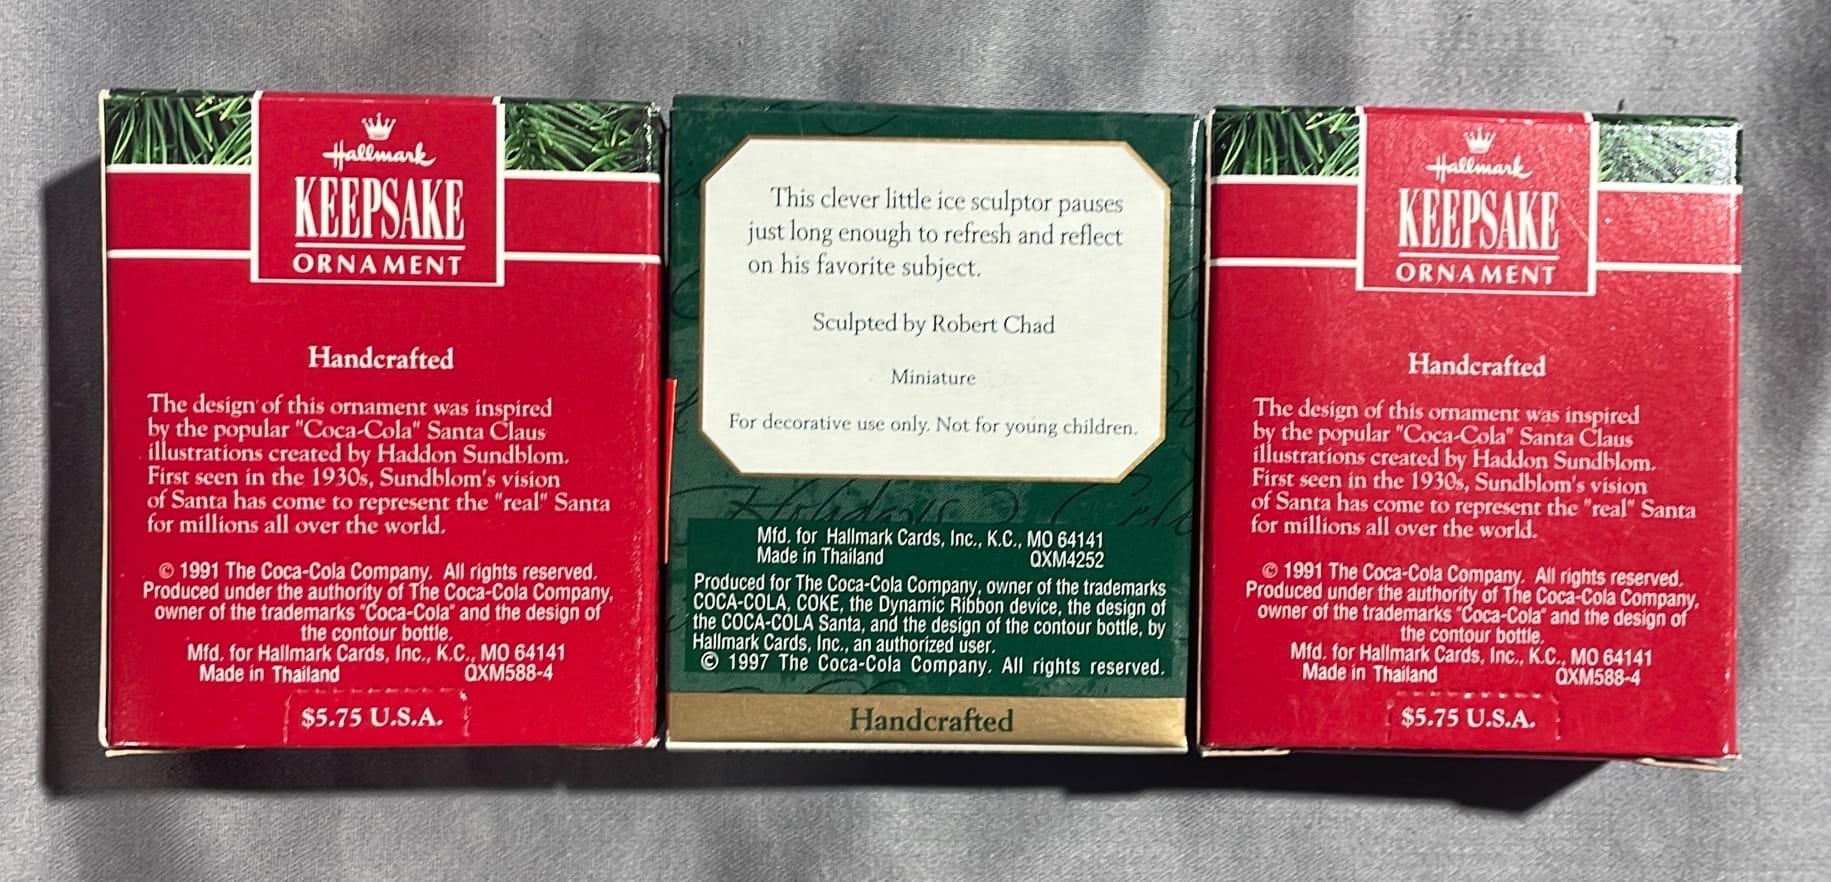 Hallmark
KEEPSAKE
ORNAMENT
Handcrafted
The design of this ornament was inspired
by the popular "Coca-Cola" Santa Claus
illustrations created by Haddon Sundblom.
First seen in the 1930s, Sundblom's vision
of Santa has come to represent the "real" Santa
for millions all over the world.
© 1991 The Coca-Cola Company. All rights reserved.
Produced under the authority of The Coca-Cola Company,
owner of the trademarks "Coca-Cola" and the design of
the contour bottle.
Mfd. for Hallmark Cards, Inc., K.C., MO 64141
Made in Thailand QXM588-4
$5.75 U.S.A.
This clever little ice sculptor pauses
just long enough to refresh and reflect
on his favorite subject.
Sculpted by Robert Chad
Miniature
For decorative use only. Not for young children.
Holidays
Mfd. for Hallmark Cards, Inc., K.C., MO 64141
Made in Thailand QXM4252
Produced for The Coca-Cola Company, owner of the trademarks
COCA-COLA, COKE, the Dynamic Ribbon device, the design of
the COCA-COLA Santa, and the design of the contour bottle, by
Hallmark Cards, Inc., an authorized user.
© 1997 The Coca-Cola Company. All rights reserved.
Handcrafted
Hallmark
KEEPSAKE
ORNAMENT
Handcrafted
The design of this ornament was inspired
by the popular "Coca-Cola" Santa Claus
illustrations created by Haddon Sundblom.
First seen in the 1930s, Sundblom's vision
of Santa has come to represent the "real" Santa
for millions all over the world.
© 1991 The Coca-Cola Company. All rights reserved.
Produced under the authority of The Coca-Cola Company,
owner of the trademarks "Coca-Cola" and the design of
the contour bottle.
Mfd. for Hallmark Cards, Inc., K.C., MO 64141
Made in Thailand QXM588-4
$5.75 U.S.A.